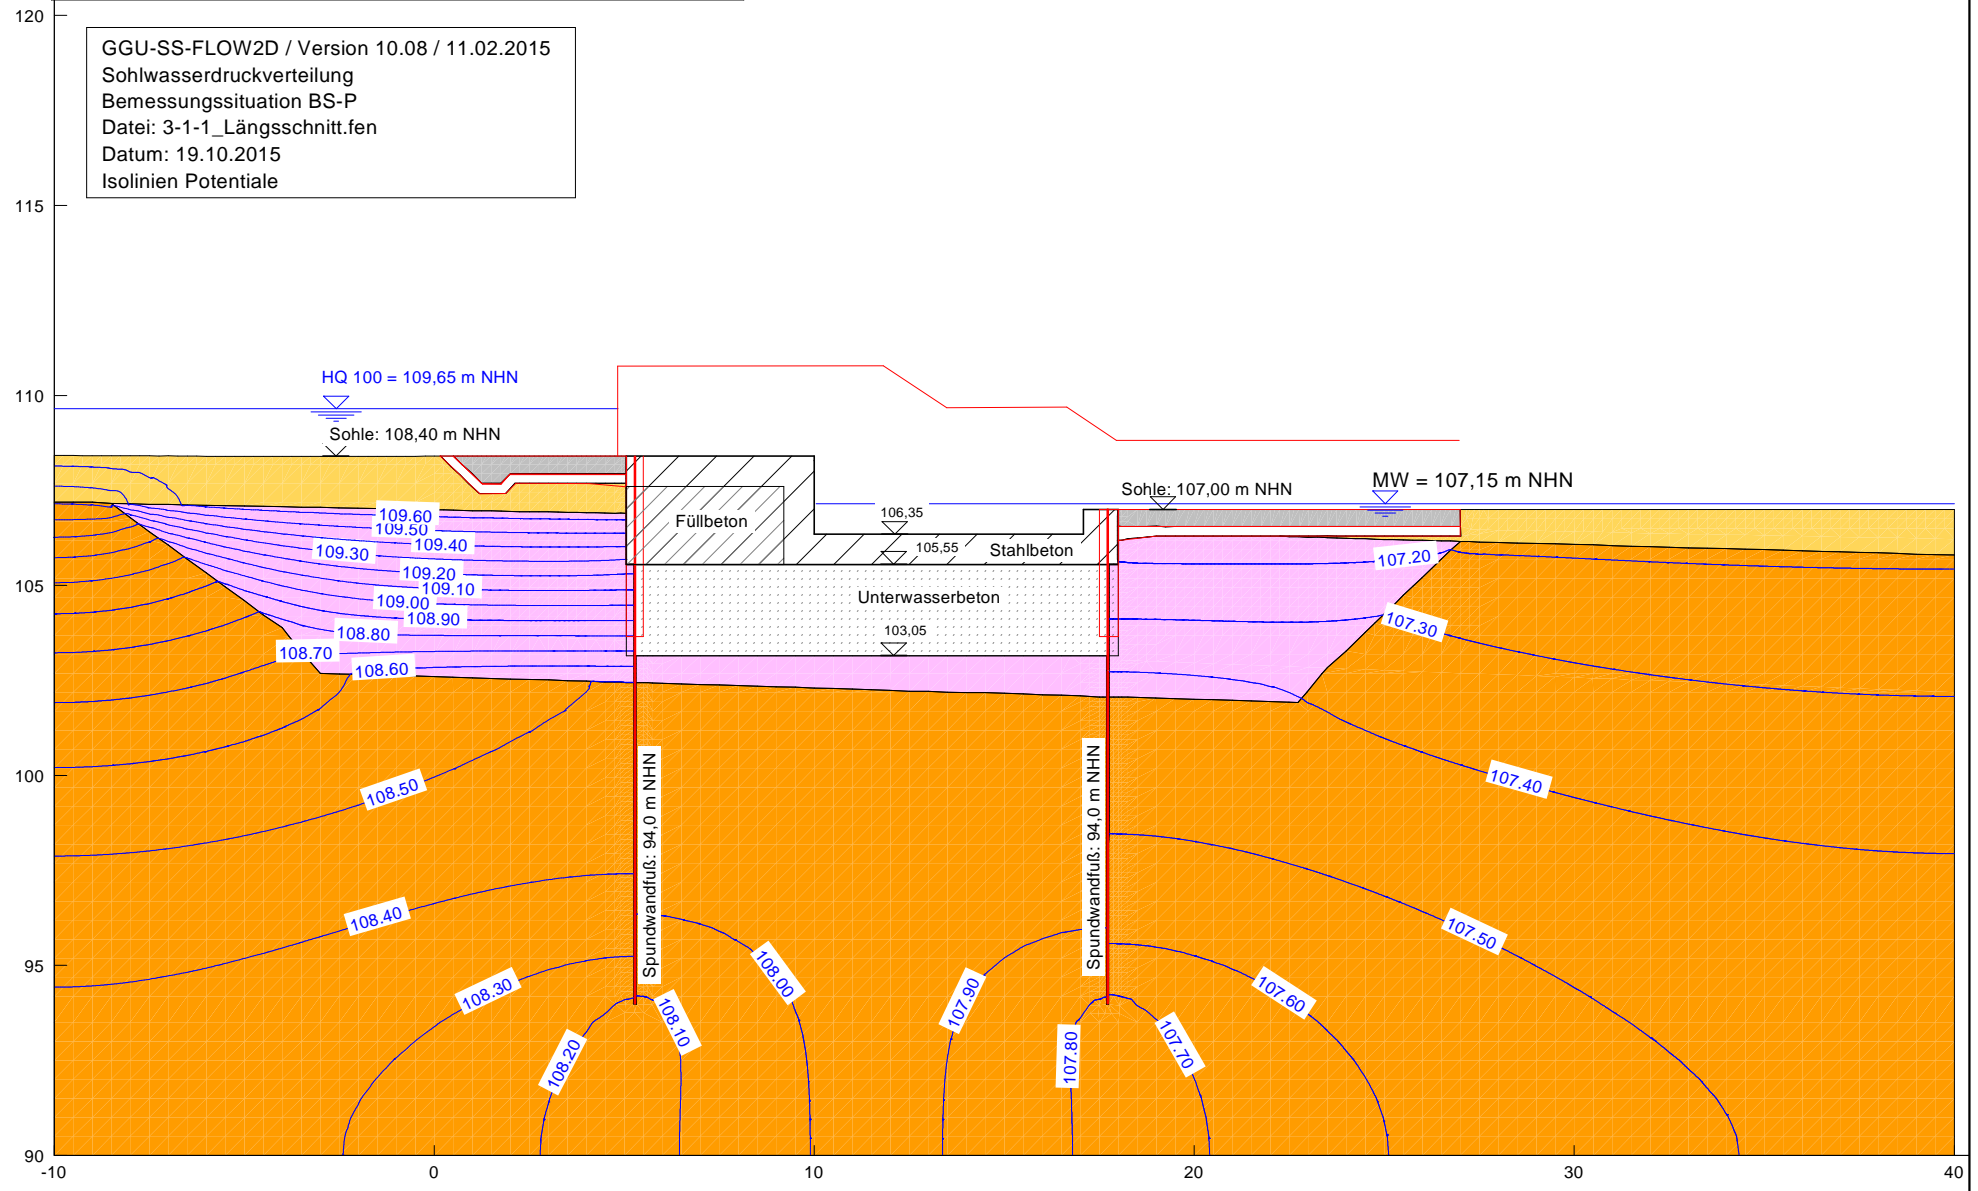 120
GGU-SS-FLOW2D / Version 10.08 / 11.02.2015
Sohlwasserdruckverteilung
Bemessungssituation BS-P
Datei: 3-1-1_Längsschnitt.fen
Datum: 19.10.2015
Isolinien Potentiale
115
HQ 100 = 109,65 m NHN
110
Sohle: 108,40 m NHN
MW = 107,15 m NHN
Sohle: 107,00 m NHN
106,35
109.60
Füllbeton
109.50
109.40
105,55
Stahlbeton
109.30
107.20
109.20
105
109.10
Unterwasserbeton
109.00
108.90
107.30
108.80
103,05
108.70
108.60
100
108.50
107.40
Spundwandfuß: 94,0 m NHN
Spundwandfuß: 94,0 m NHN
108.40
107.50
95
108.00
108.30
107.90
107.60
108.10
107.70
107.80
108.20
90
-10
0
10
20
30
40